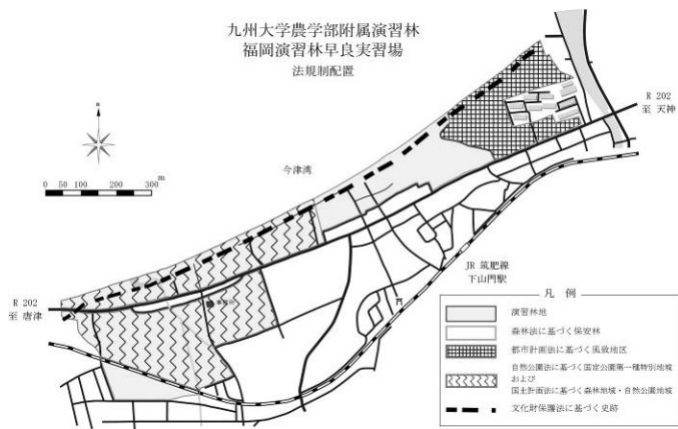 九州大学農学部附属演習林
福岡演習林早良実習場
法規制配置
R 202
至 天神
0 50 100 200 300
m
今津湾
JR 筑肥線
下山門駅
R 202
至 唐津
凡 例
演習林地
森林法に基づく保安林
都市計画法に基づく風致地区
自然公園法に基づく国定公園第一種特別地域
および
国土計画法に基づく森林地域・自然公園地域
文化財保護法に基づく史跡